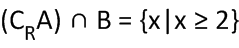 (C_RA) ∩ B = {x|x ≥ 2}